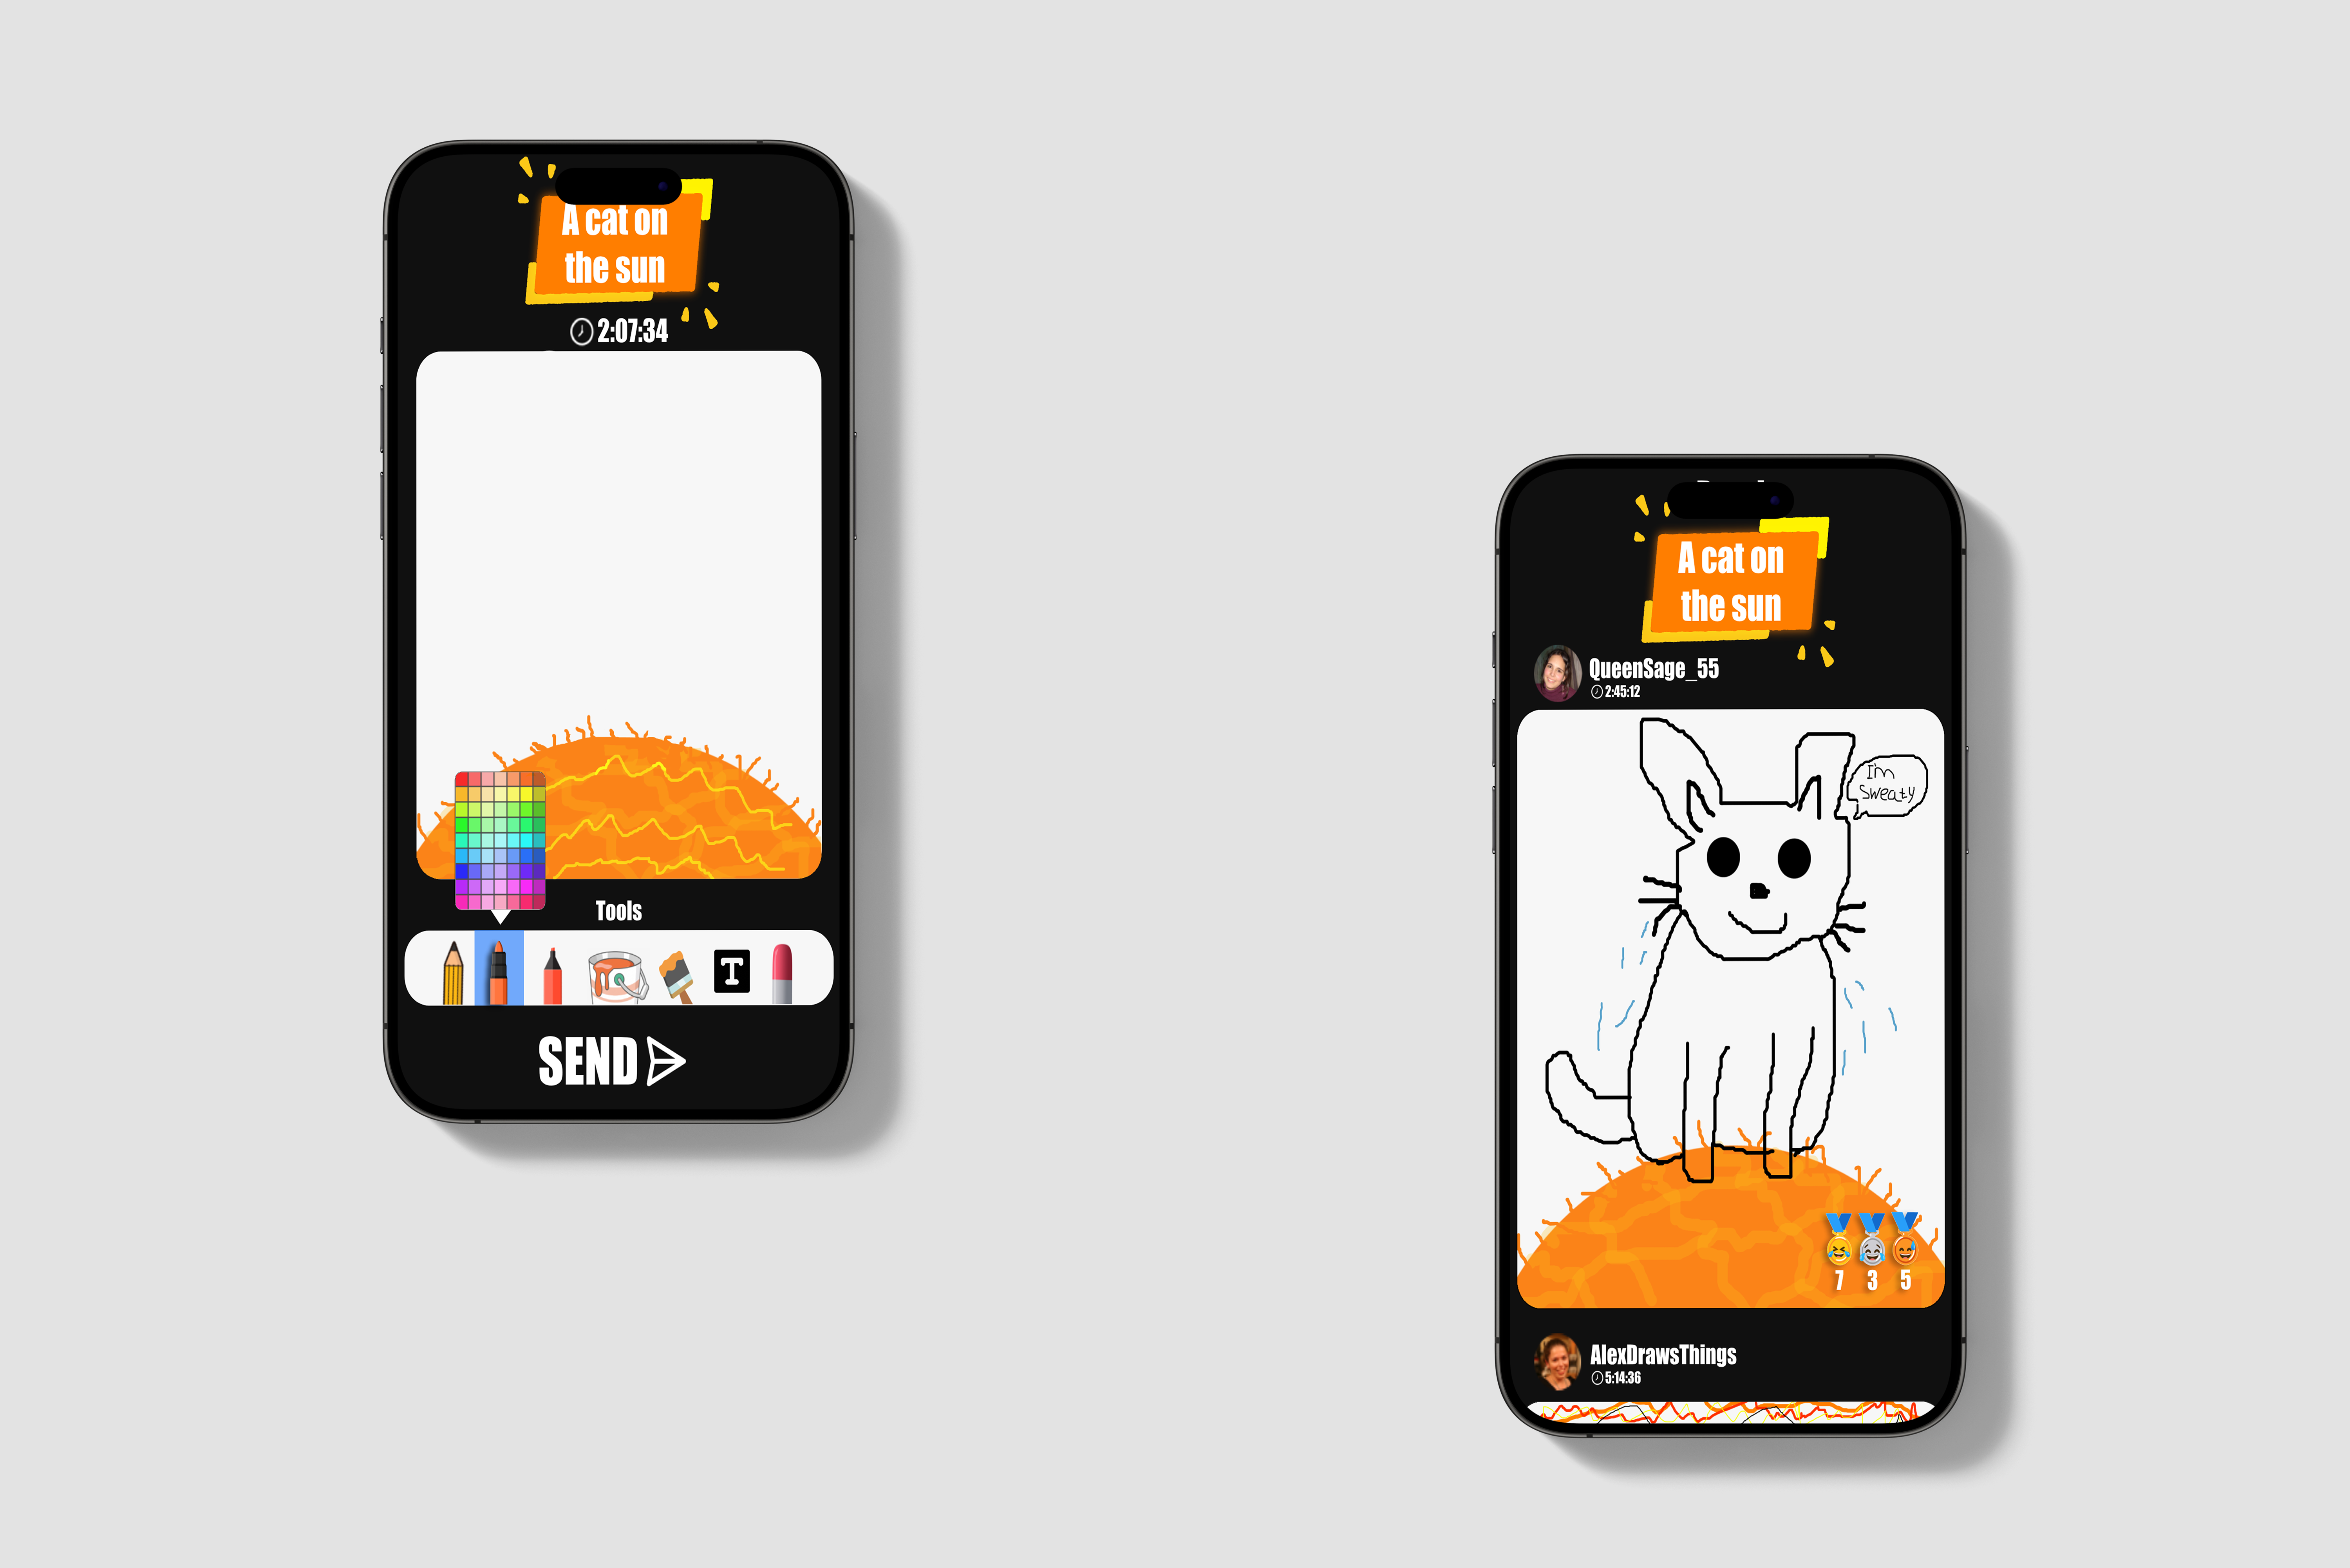 A cat on
the sun
2:07:34
Tools
T
SEND
A cat on
the sun
QueenSage_55
2:45:12
I'm
Sweaty
7 3 5
AlexDrawsThings
5:14:36